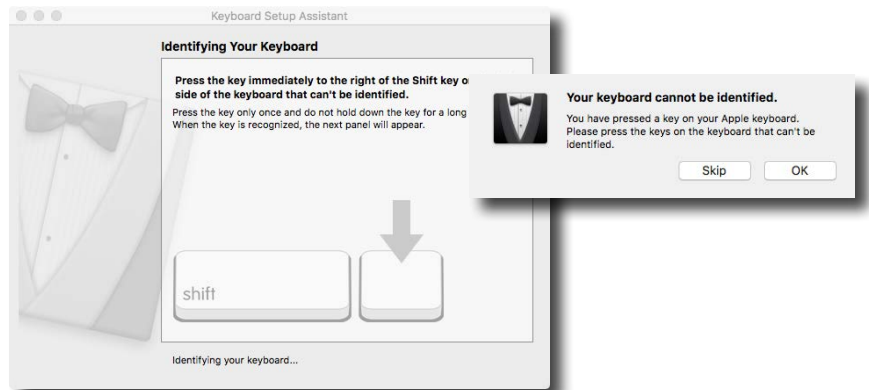 Keyboard Setup Assistant
Identifying Your Keyboard
Press the key immediately to the right of the Shift key
side of the keyboard that can't be identified.
Press the key only once and do not hold down the key for a long
When the key is recognized, the next panel will appear.
shift
Identifying your keyboard...
Your keyboard cannot be identified.
You have pressed a key on your Apple keyboard.
Please press the keys on the keyboard that can't be
identified.
Skip
OK